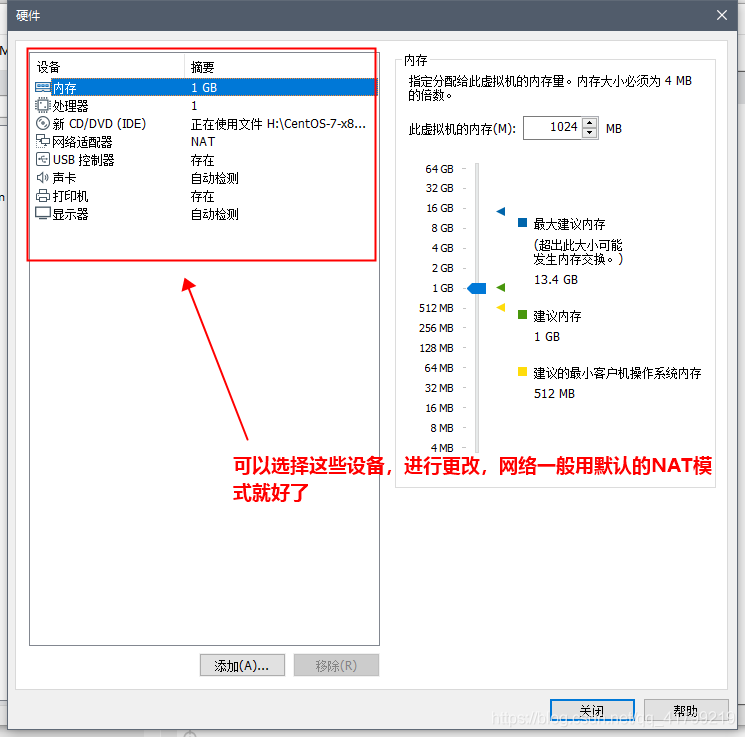 硬件
设备 摘要
内存 1 GB
处理器 1
新 CD/DVD (IDE) 正在使用文件 H:\CentOS-7-x8...
网络适配器 NAT
USB 控制器 存在
声卡 自动检测
打印机 存在
显示器 自动检测
可以选择这些设备，进行更改，网络一般用默认的NAT模
式就好了
添加(A)... 移除(R)
内存
指定分配给此虚拟机的内存量。内存大小必须为 4 MB
的倍数。
此虚拟机的内存(M): 1024 MB
64 GB
32 GB
16 GB
8 GB
4 GB
2 GB
1 GB
512 MB
256 MB
128 MB
64 MB
32 MB
16 MB
8 MB
4 MB
最大建议内存
(超出此大小可能
发生内存交换。)
13.4 GB
建议内存
1 GB
建议的最小客户机操作系统内存
512 MB
关闭 帮助